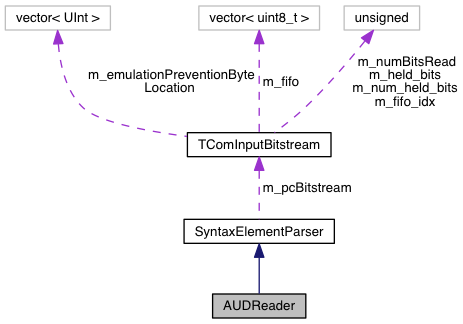 vector< UInt >
vector< uint8_t >
unsigned
m_emulationPreventionByte
Location
m_fifo
m_numBitsRead
m_held_bits
m_num_held_bits
m_fifo_idx
TComInputBitstream
m_pcBitstream
SyntaxElementParser
AUDReader